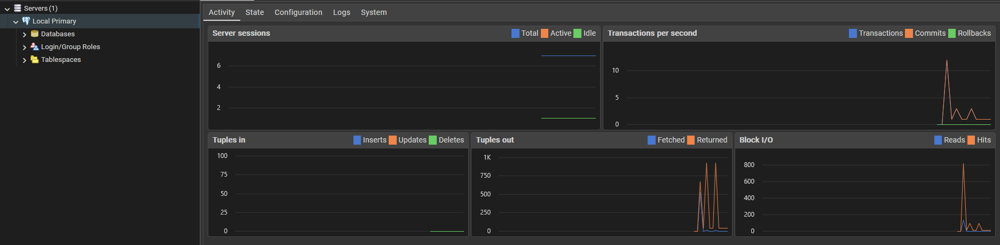 Servers (1)
Local Primary
Databases
Login/Group Roles
Tablespaces
Activity State Configuration Logs System
Server sessions Total Active Idle
6
4
2
Transactions per second Transactions Commits Rollbacks
10
5
0
Tuples in Inserts Updates Deletes
100
75
50
25
0
Tuples out Fetched Returned
1K
750
500
250
0
Block I/O Reads Hits
800
600
400
200
0